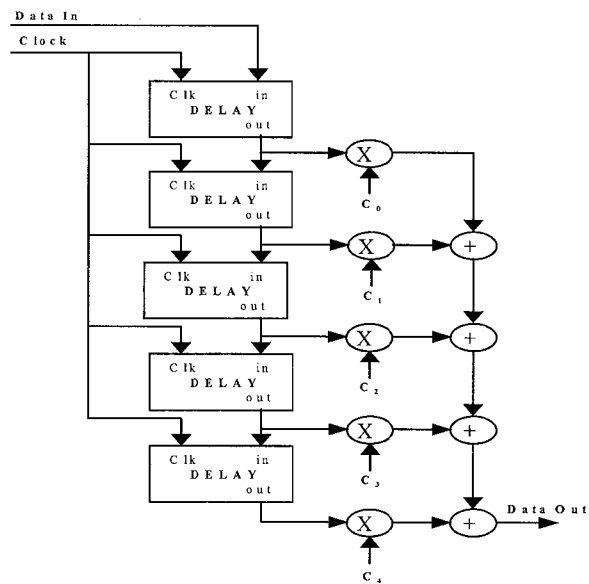 Data In
Clock
Clk in
DELAY
out
X
C0
Clk in
DELAY
out
X +
C1
Clk in
DELAY
out
X +
C2
Clk in
DELAY
out
X +
C3
Clk in
DELAY
out
Data Out
X +
C4